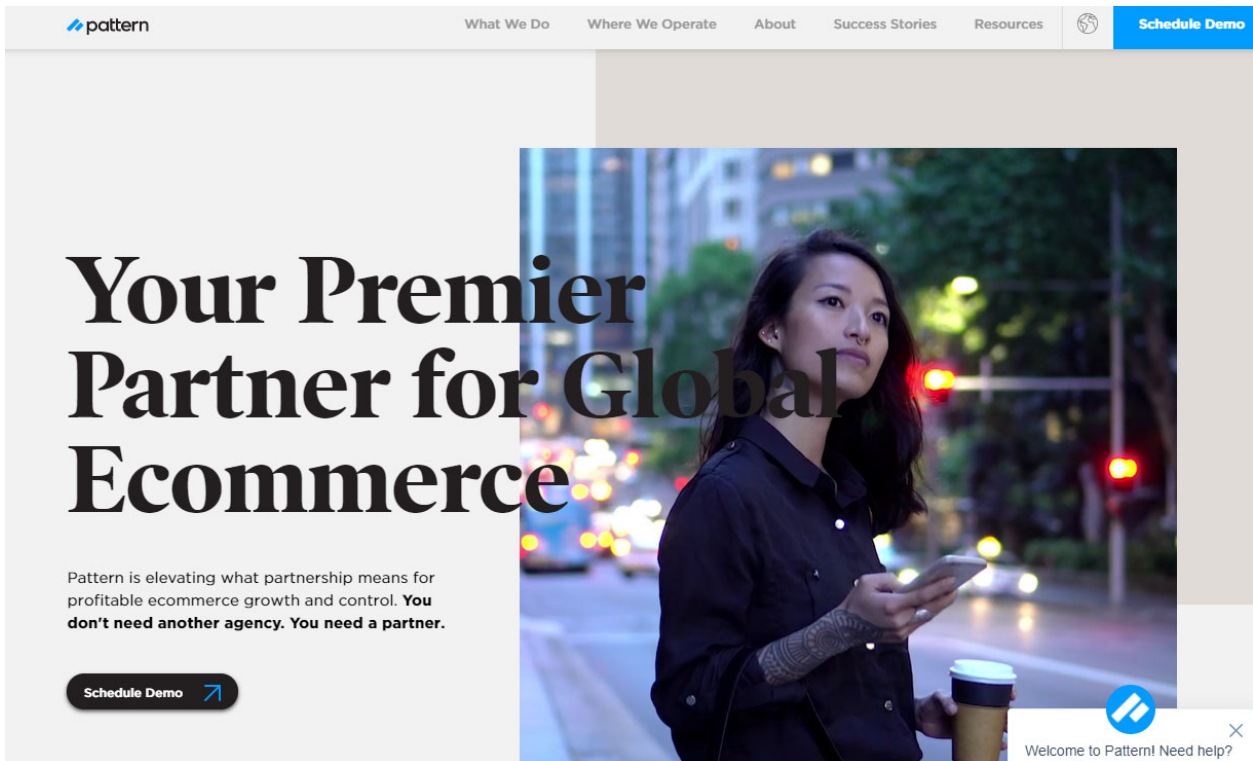 pattern
What We Do
Where We Operate
About
Success Stories
Resources
Schedule Demo
Your Premier
Partner for Global
Ecommerce
Pattern is elevating what partnership means for
profitable ecommerce growth and control. You
don't need another agency. You need a partner.
Schedule Demo
Welcome to Pattern! Need help?